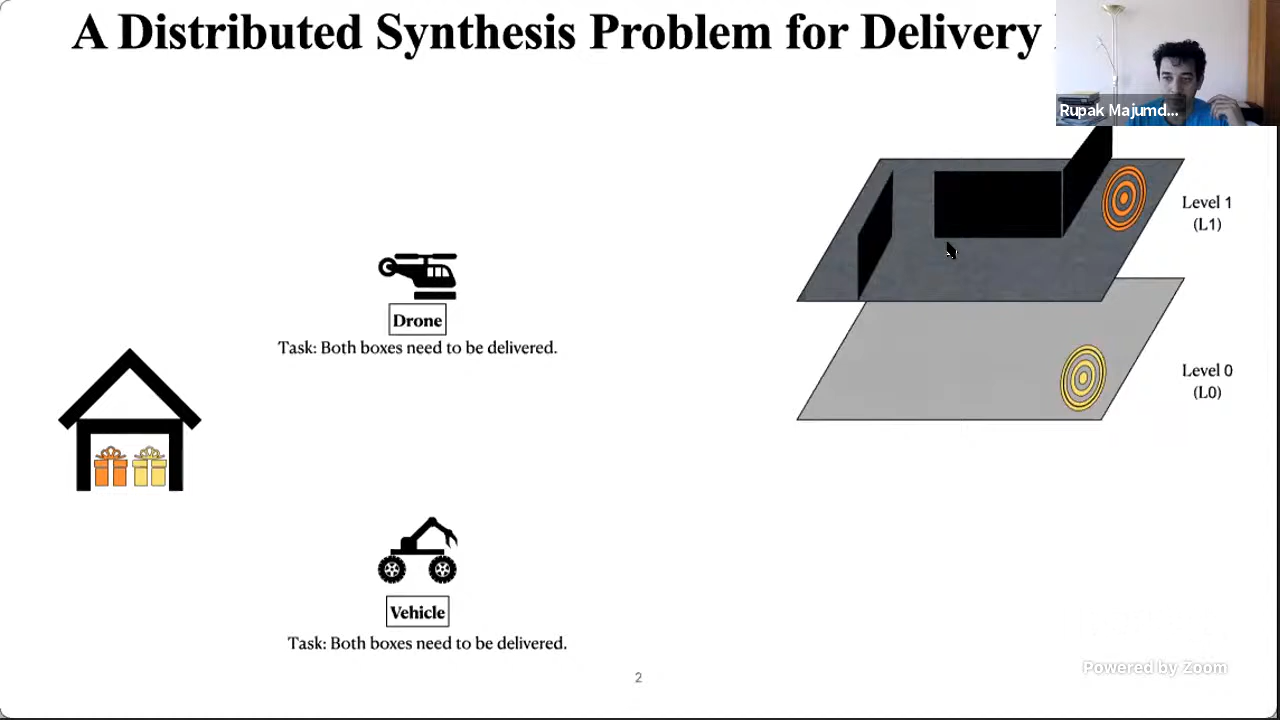 A Distributed Synthesis Problem for Delivery
Rupak Majumd...
Level 1
(L1)
Drone
Task: Both boxes need to be delivered.
Level 0
(L0)
Vehicle
Task: Both boxes need to be delivered.
2
Powered by Zoom